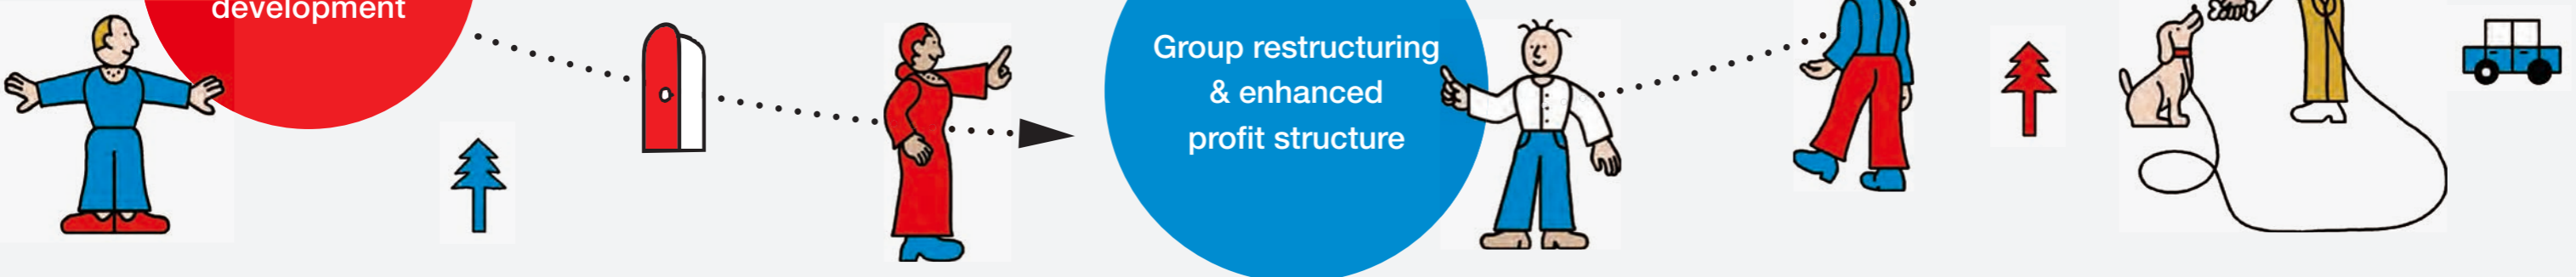 development
Group restructuring
& enhanced
profit structure